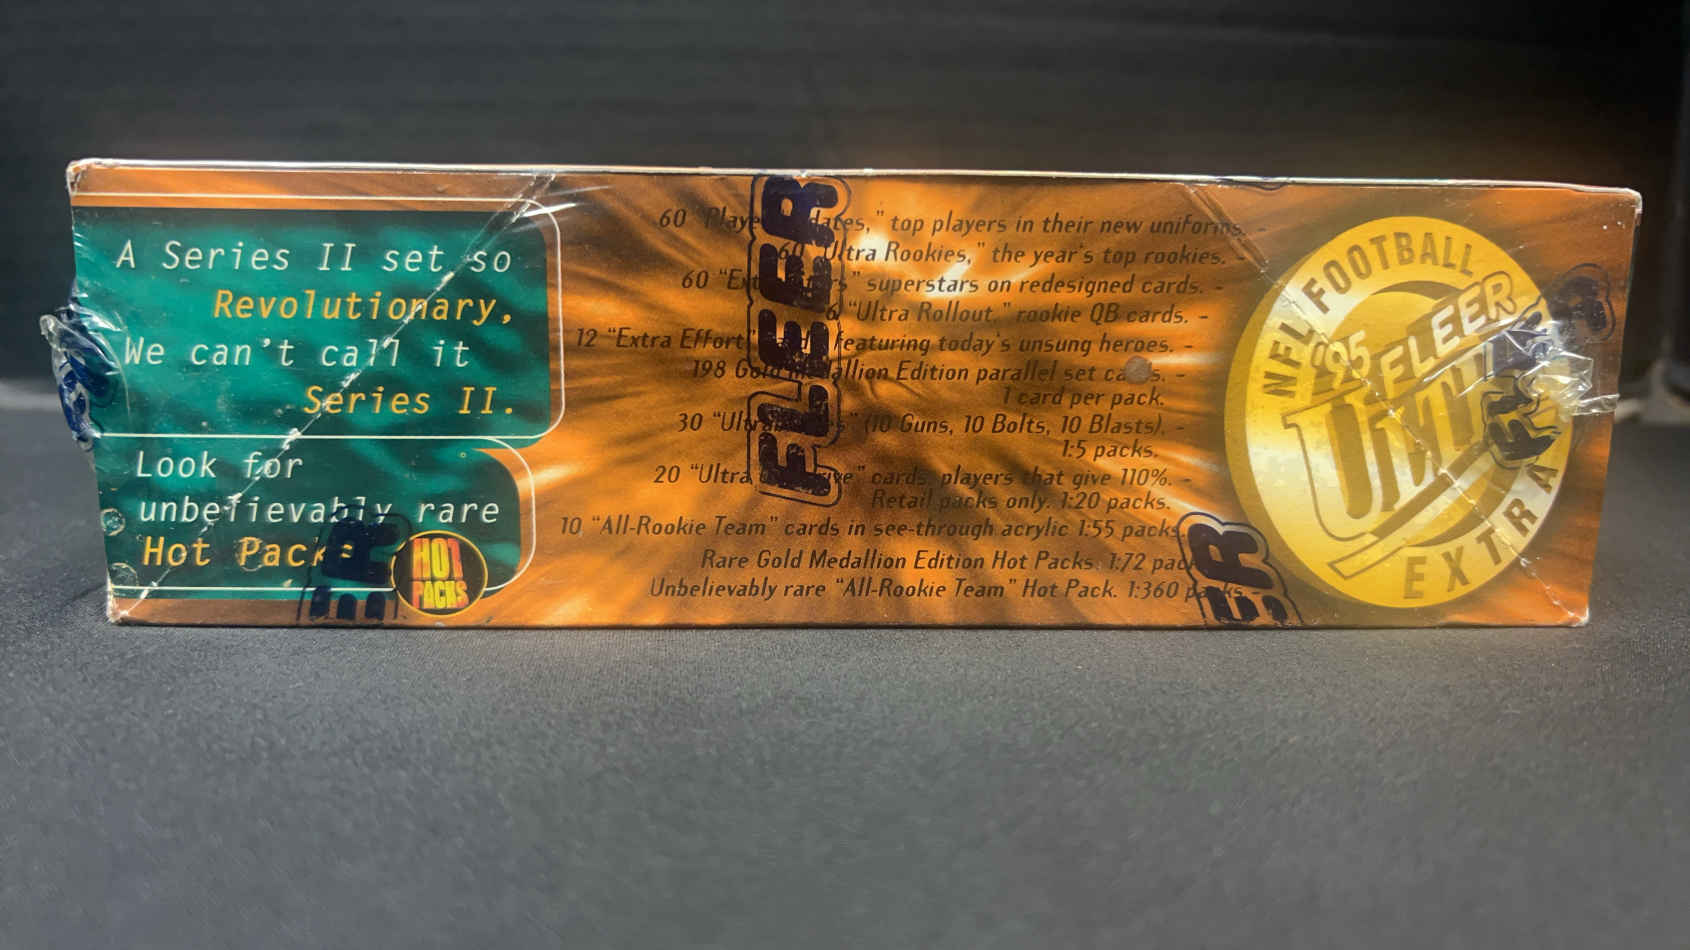 A Series II set so
Revolutionary,
We can't call it
Series II.
Look for
unbelievably rare
Hot Packs
HOT
PACKS
60 "Player Updates," top players in their new uniforms. -
60 "Ultra Rookies," the year's top rookies. -
60 "Extra Stars" superstars on redesigned cards. -
6 "Ultra Rollout," rookie QB cards. -
12 "Extra Effort" cards featuring today's unsung heroes. -
198 Gold Medallion Edition parallel set cards. -
1 card per pack.
30 (10 Guns, 10 Bolts, 10 Blasts). -
1:5 packs.
20 "Ultra cards, players that give 110%. -
Retail packs only. 1:20 packs.
10 "All-Rookie Team" cards in see-through acrylic 1:55 packs.
Rare Gold Medallion Edition Hot Packs. 1:72 packs.
Unbelievably rare "All-Rookie Team" Hot Pack. 1:360 packs. -
FLEER
NFL FOOTBALL
'95 FLEER
ULTRA
EXTRA